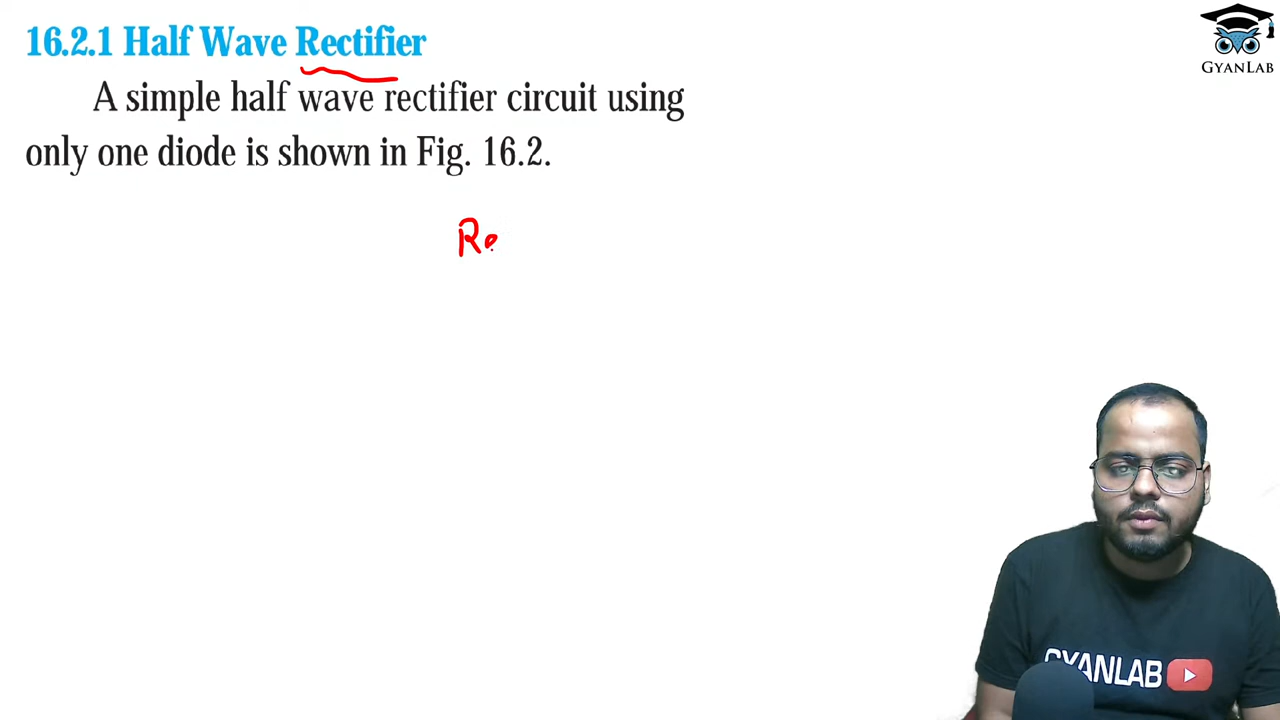 16.2.1 Half Wave Rectifier
A simple half wave rectifier circuit using
only one diode is shown in Fig. 16.2.
Re
GYANLAB
GYANLAB